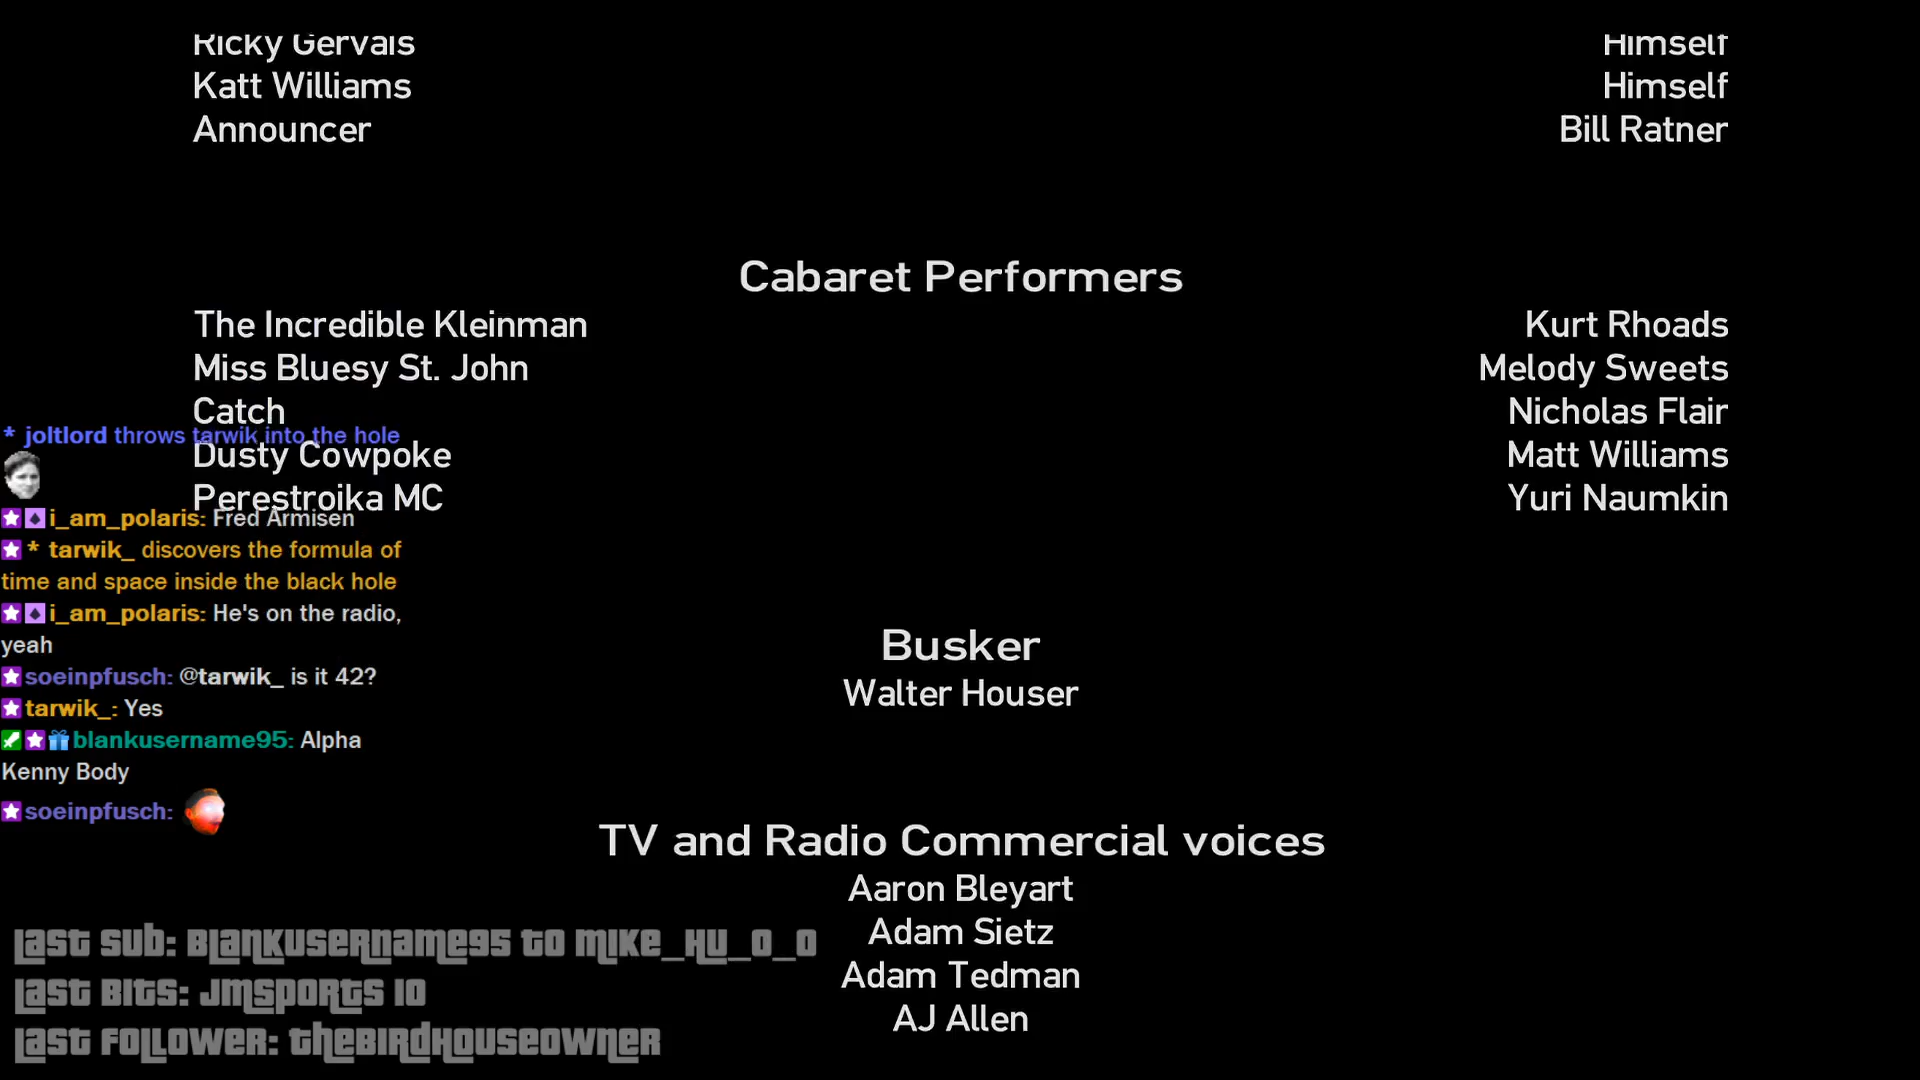 Ricky Gervais Himself
Katt Williams Himself
Announcer Bill Ratner
Cabaret Performers
The Incredible Kleinman Kurt Rhoads
Miss Bluesy St. John Melody Sweets
Catch Nicholas Flair
Dusty Cowpoke Matt Williams
Perestroika MC Yuri Naumkin
Busker
Walter Houser
TV and Radio Commercial voices
Aaron Bleyart
Adam Sietz
Adam Tedman
AJ Allen
* joltlord throws tarwik into the hole
i_am_polaris: Fred Armisen
* tarwik_ discovers the formula of
time and space inside the black hole
i_am_polaris: He's on the radio,
yeah
soeinpfusch: @tarwik_ is it 42?
tarwik_: Yes
blankusername95: Alpha
Kenny Body
soeinpfusch:
Last sub: blankusername95 to mike_hu_o_o
Last bits: jmsports 10
Last follower: thebirdhouseowner